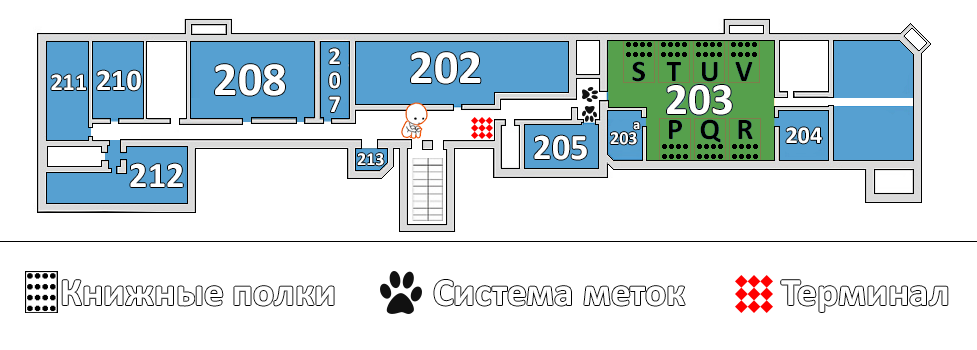 211
210
208
207
202
S T U V
203
203а
P Q R
204
205
213
212
Книжные полки
Система меток
Терминал